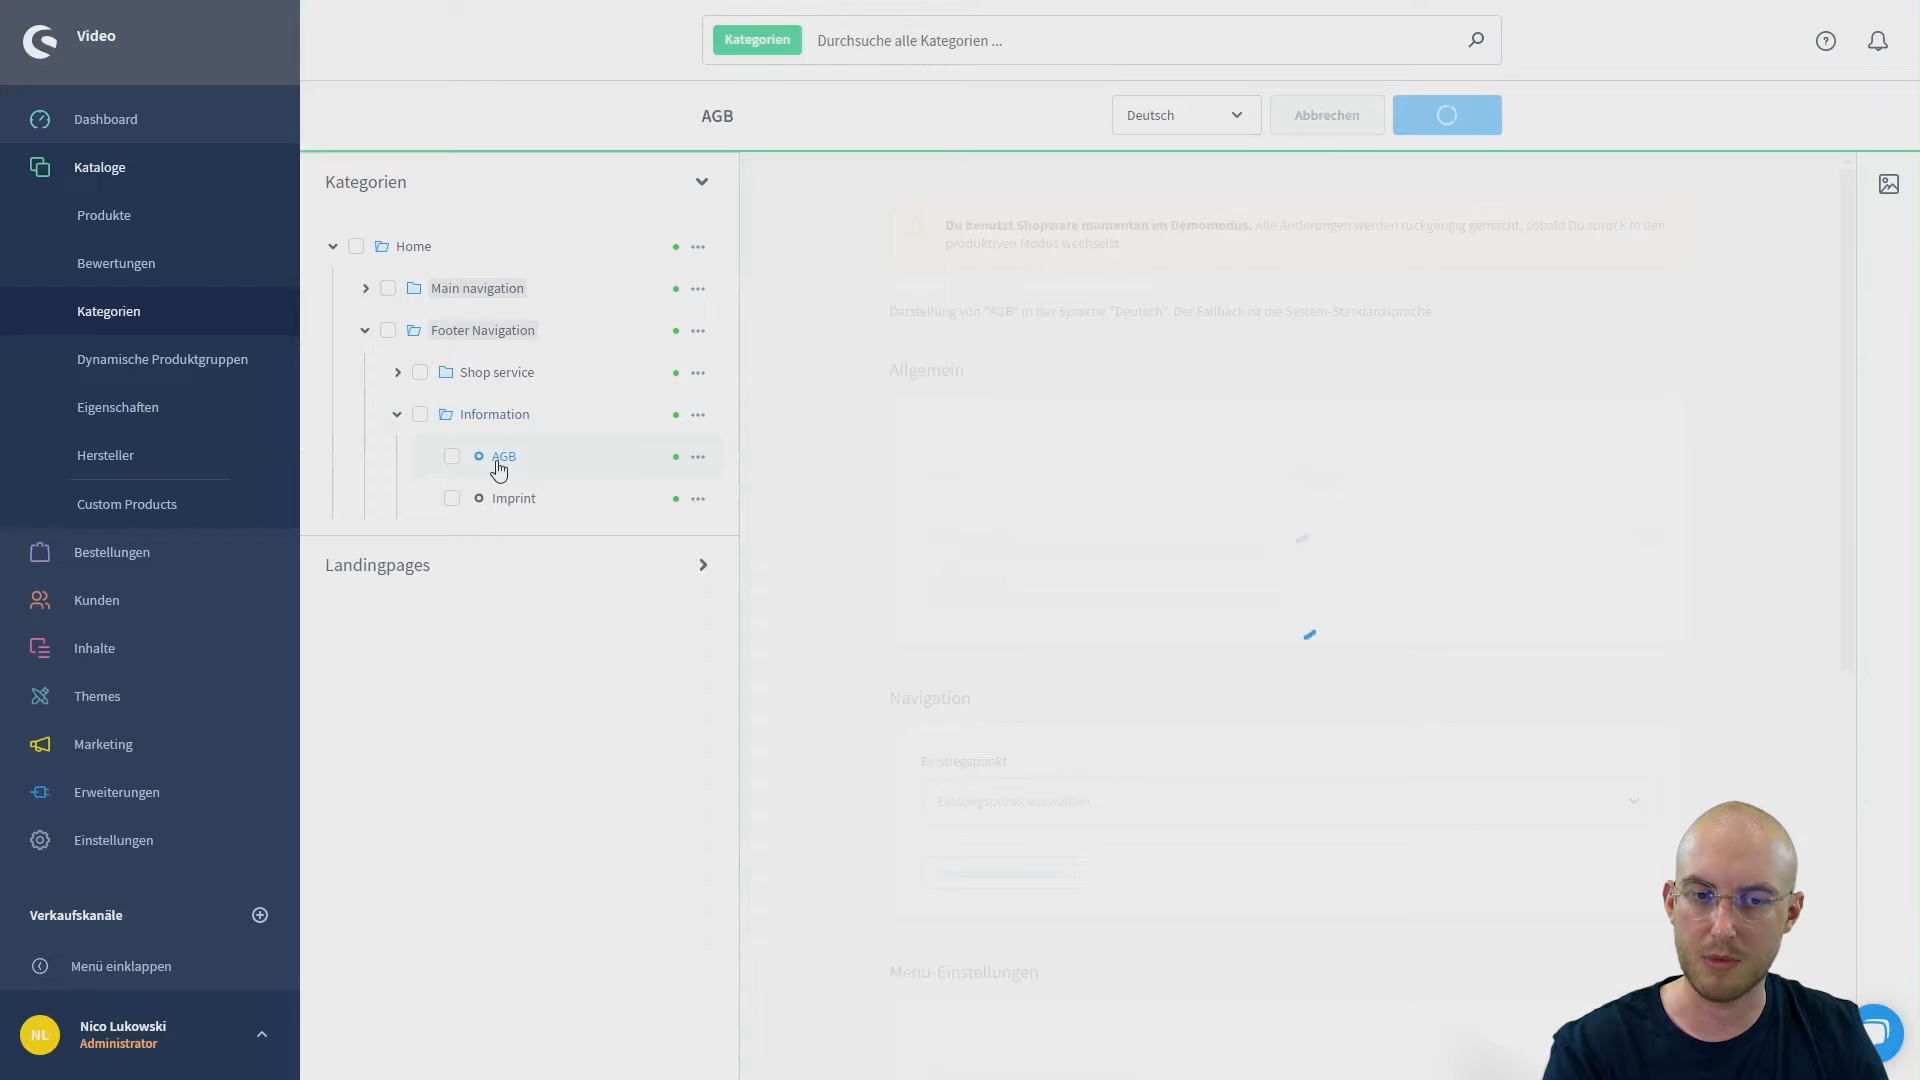 Video
Kategorien
Durchsuche alle Kategorien ...
AGB
Deutsch
Abbrechen
Dashboard
Kataloge
Produkte
Bewertungen
Kategorien
Dynamische Produktgruppen
Eigenschaften
Hersteller
Custom Products
Bestellungen
Kunden
Inhalte
Themes
Marketing
Erweiterungen
Einstellungen
Verkaufskanäle
Menü einklappen
NL
Nico Lukowski
Administrator
Kategorien
Home
Main navigation
Footer Navigation
Shop service
Information
AGB
Imprint
Landingpages
Du benutzt Shopware momentan im Demomodus. Alle Änderungen werden rückgängig gemacht, sobald Du zurück in den
produktiven Modus wechselst
Darstellung von "AGB" in der Sprache "Deutsch". Der Fallback ist die System-Standardsprache
Allgemein
Navigation
Einstiegspunkt
Einstiegspunkt auswählen...
Menü-Einstellungen